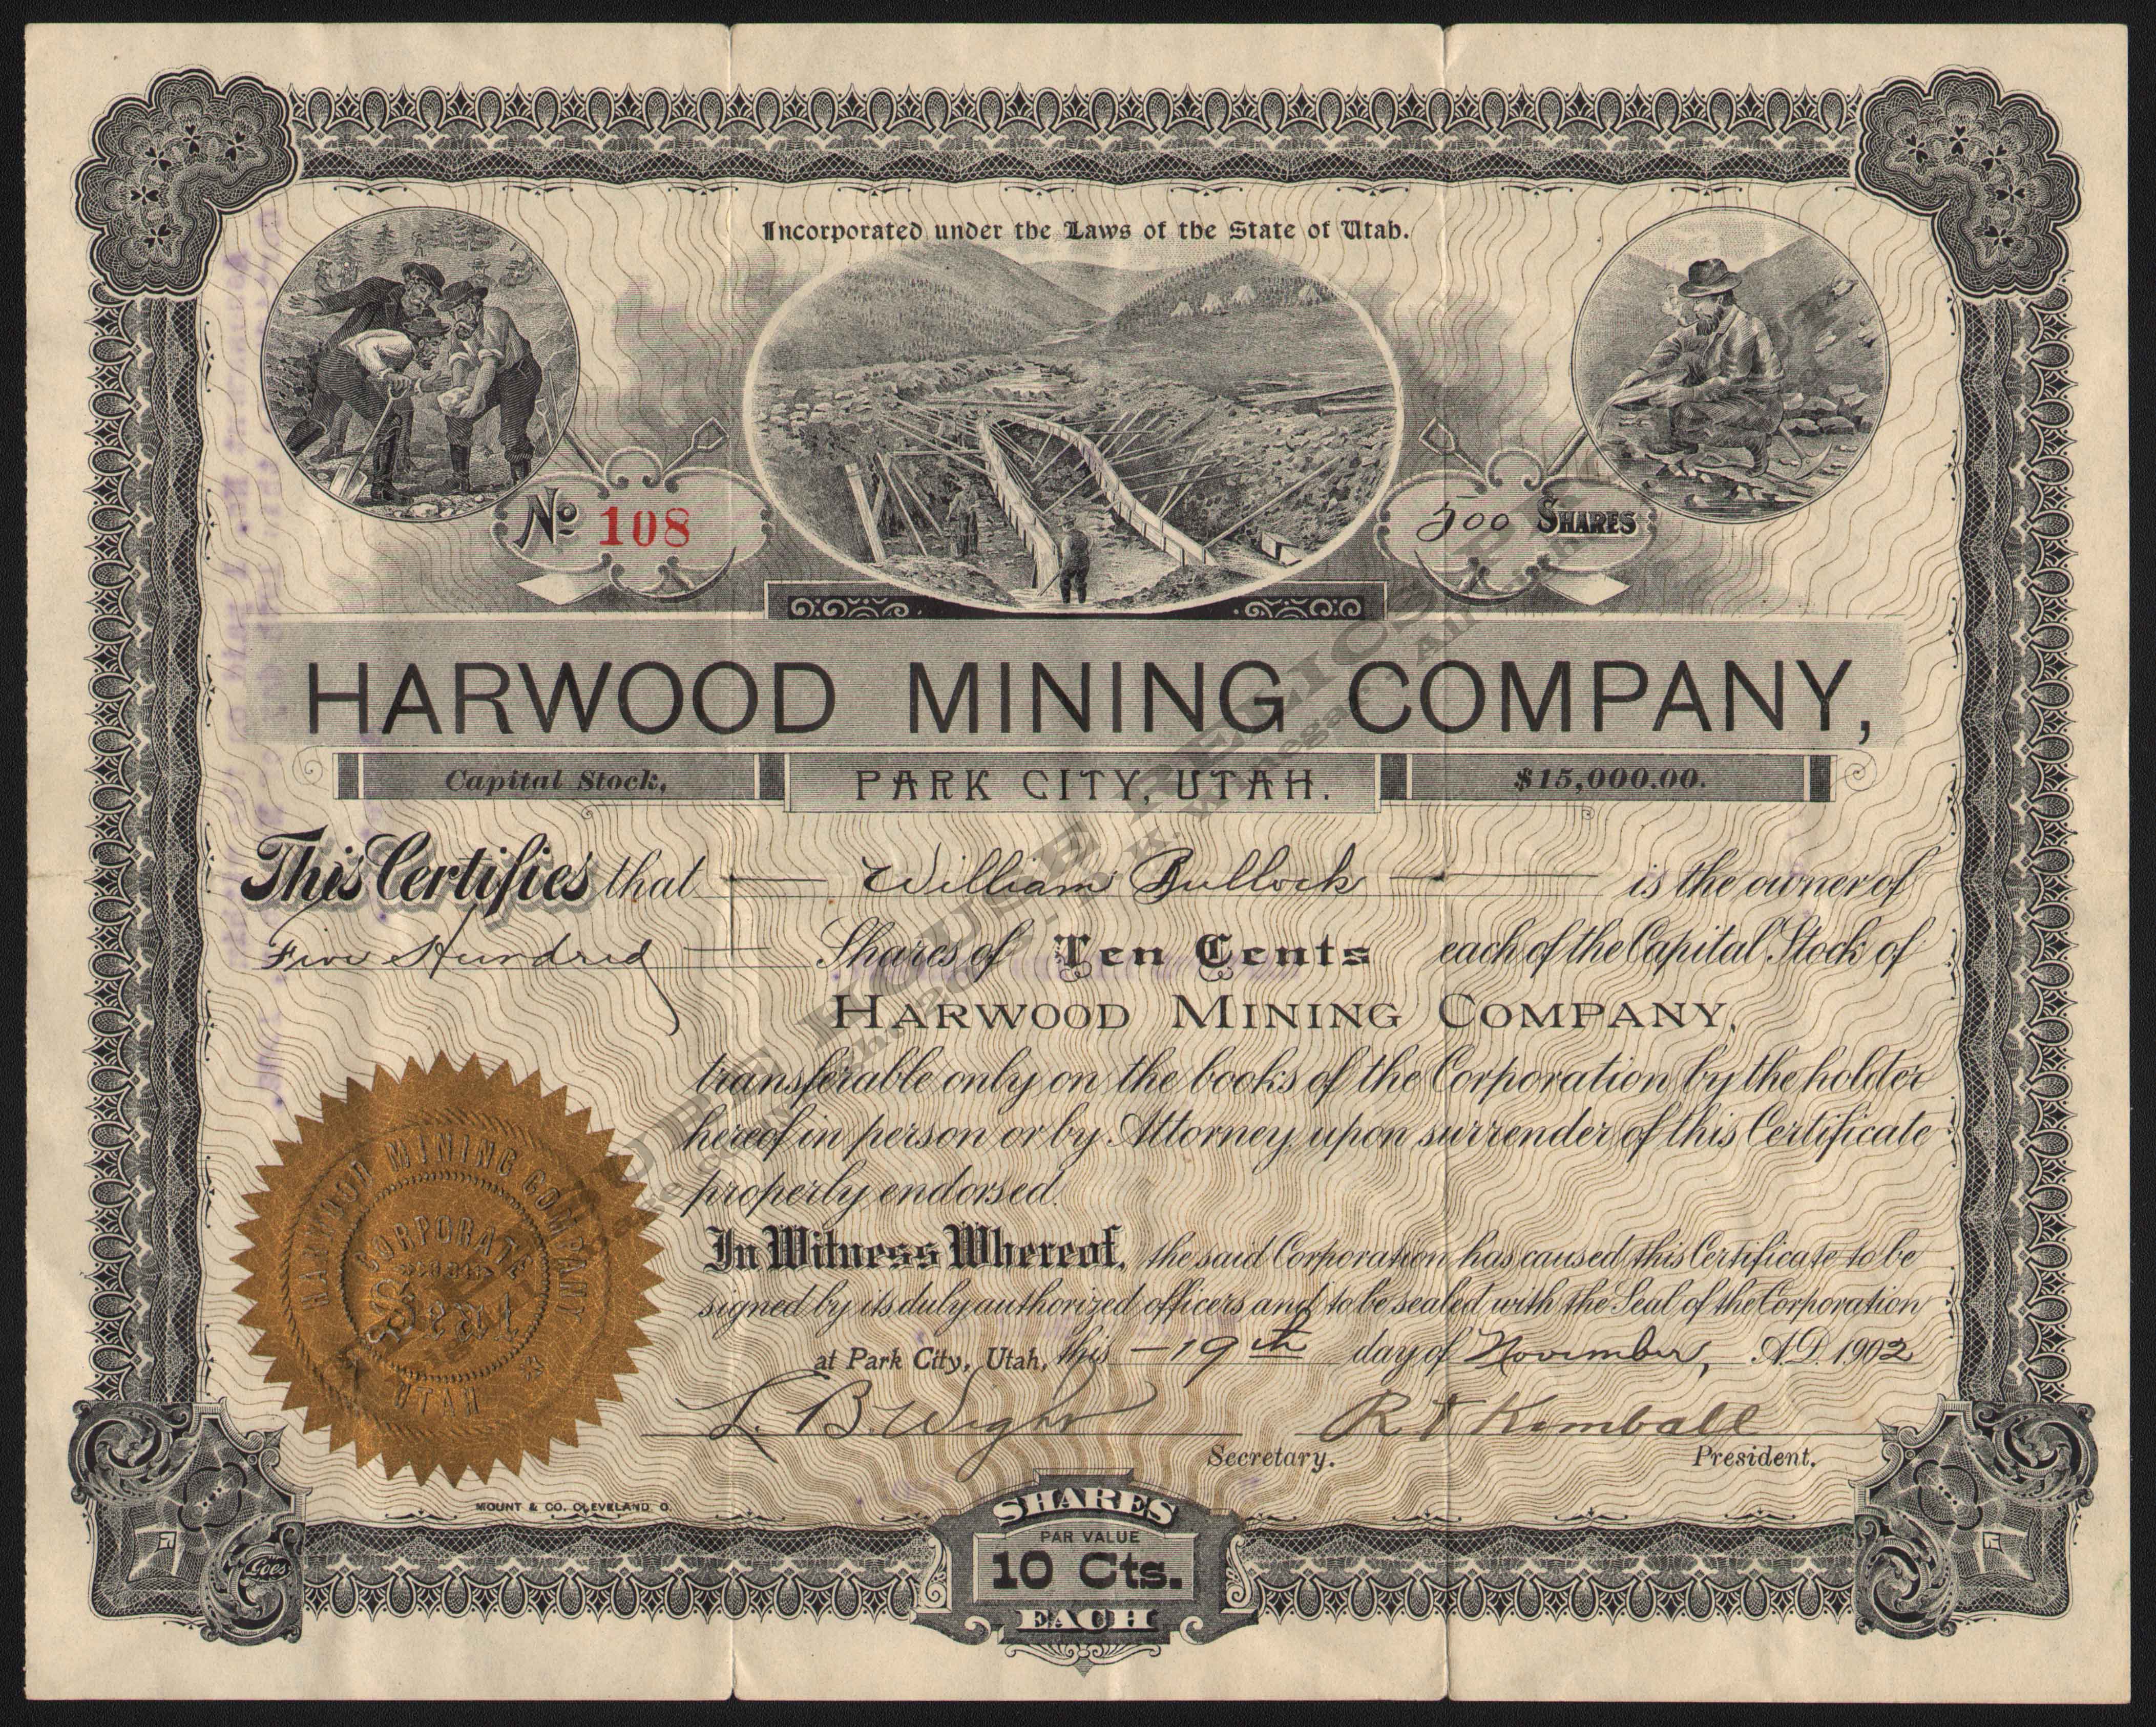 Incorporated under the Laws of the State of Utah.
No 108
500 SHARES
HARWOOD MINING COMPANY,
Capital Stock,
PARK CITY, UTAH.
$15,000.00.
This Certifies that William Bullock is the owner of
Five Hundred Shares of Ten Cents each of the Capital Stock of
HARWOOD MINING COMPANY,
transferable only on the books of the Corporation by the holder
hereof in person or by Attorney, upon surrender of this Certificate
properly endorsed.
In Witness Whereof, the said Corporation has caused this Certificate to be
signed by its duly authorized officers and to be sealed with the Seal of the Corporation
at Park City, Utah, this - 19th day of November, A.D. 1902
L. B. Wight
Secretary.
R T Kimball
President.
HARWOOD MINING COMPANY
CORPORATE
Seal
UTAH
MOUNT & CO. CLEVELAND, O.
SHARES
PAR VALUE
10 Cts.
EACH
Goes